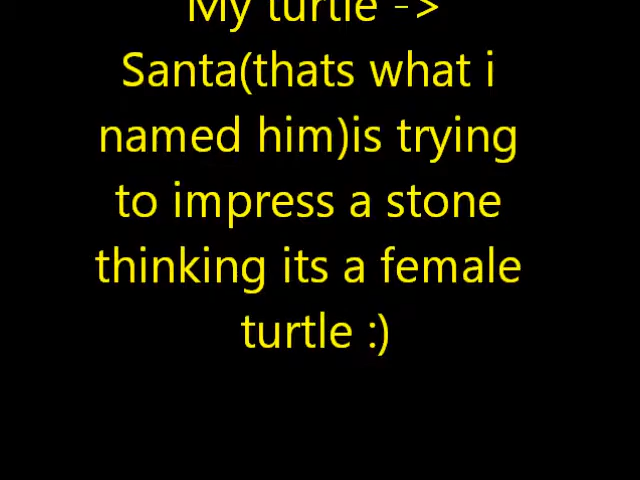 My turtle ->
Santa(thats what i
named him)is trying
to impress a stone
thinking its a female
turtle :)